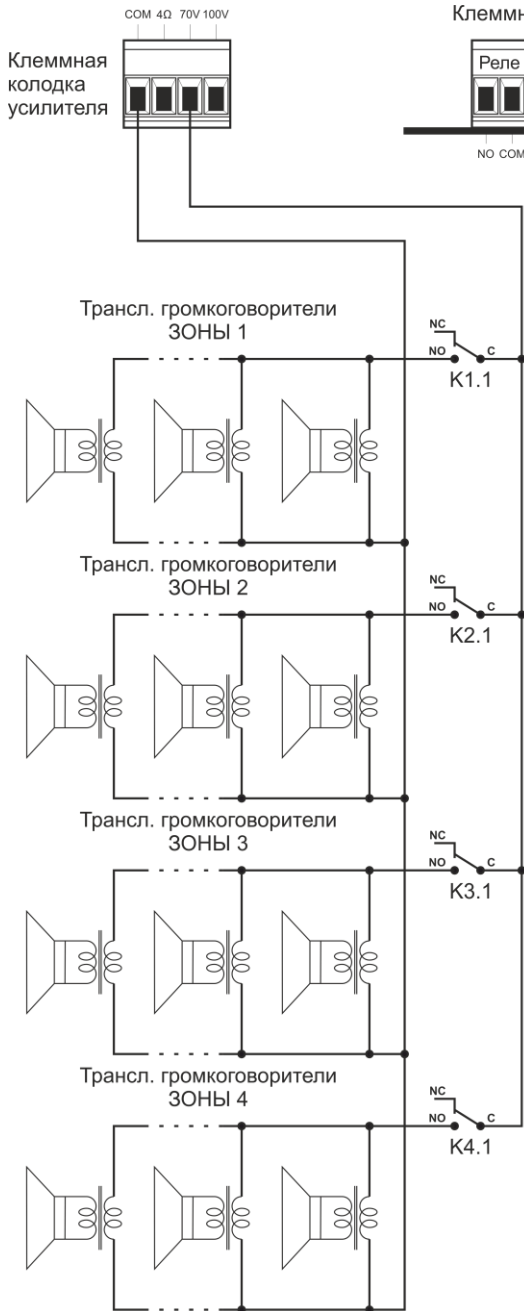 COM 4Ω 70V 100V
Клеммная
колодка
усилителя
Реле
NO COM
Трансл. громкоговорители
ЗОНЫ 1
NC
NO C
K1.1
Трансл. громкоговорители
ЗОНЫ 2
NC
NO C
K2.1
Трансл. громкоговорители
ЗОНЫ 3
NC
NO C
K3.1
Трансл. громкоговорители
ЗОНЫ 4
NC
NO C
K4.1